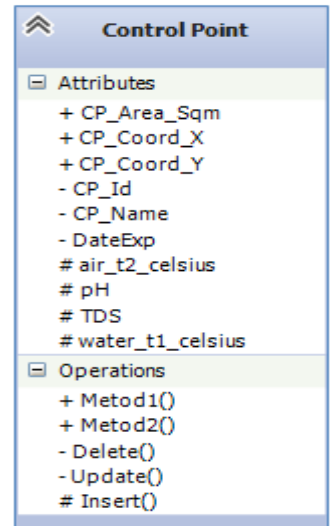 Control Point
Attributes
+ CP_Area_Sqm
+ CP_Coord_X
+ CP_Coord_Y
- CP_Id
- CP_Name
- DateExp
# air_t2_celsius
# pH
# TDS
# water_t1_celsius
Operations
+ Metod1()
+ Metod2()
- Delete()
- Update()
# Insert()